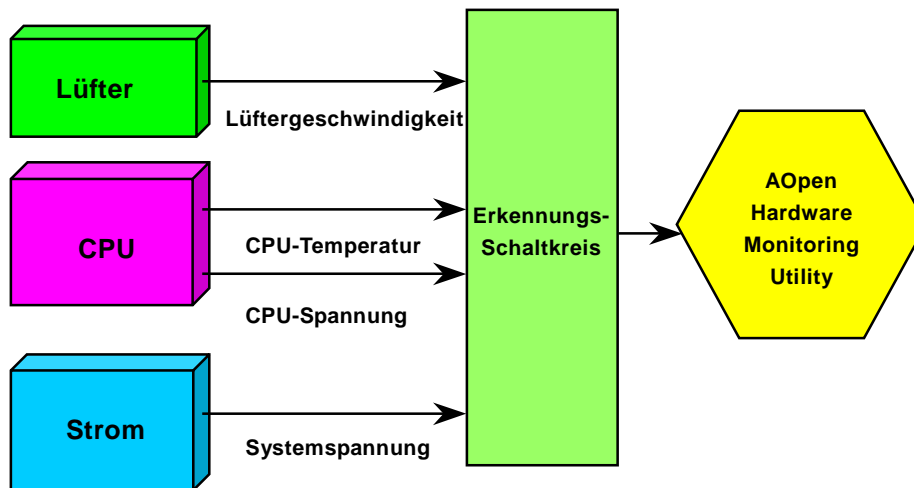 Lüfter
Lüftergeschwindigkeit
CPU
CPU-Temperatur
CPU-Spannung
Strom
Systemspannung
Erkennungs-
Schaltkreis
AOpen
Hardware
Monitoring
Utility